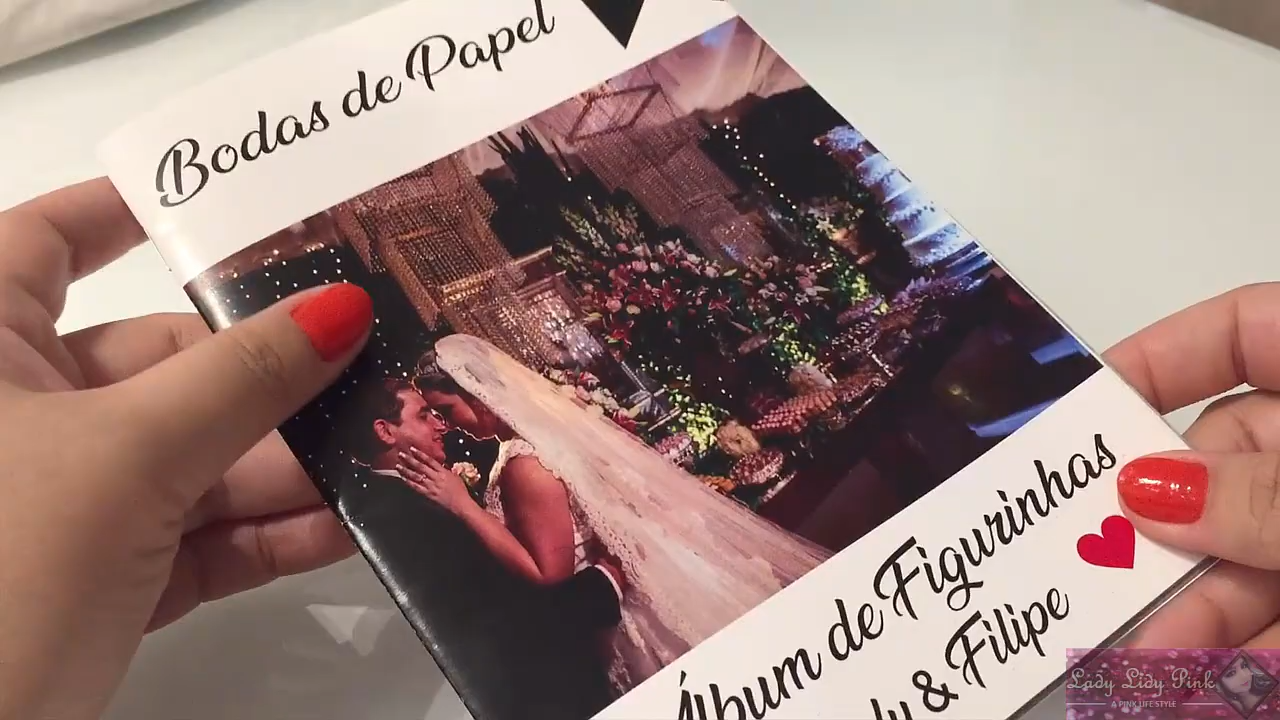 Bodas de Papel
Álbum de Figurinhas
& Filipe
Lady Lidy Pink
A PINK LIFE STYLE